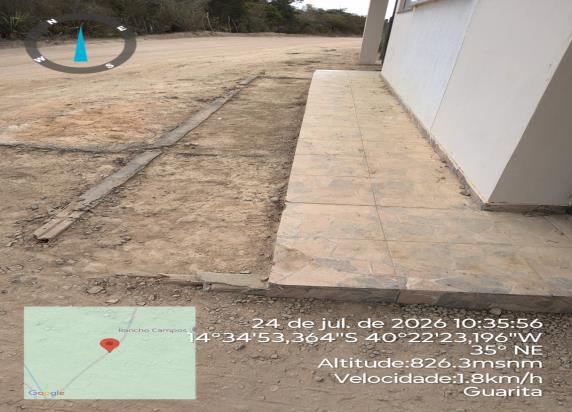 N
E
W
S
24 de jul. de 2026 10:35:56
14°34'53,364"S 40°22'23,196"W
35° NE
Altitude:826.3msnm
Velocidade:1.8km/h
Guarita
Rancho Campos
Google